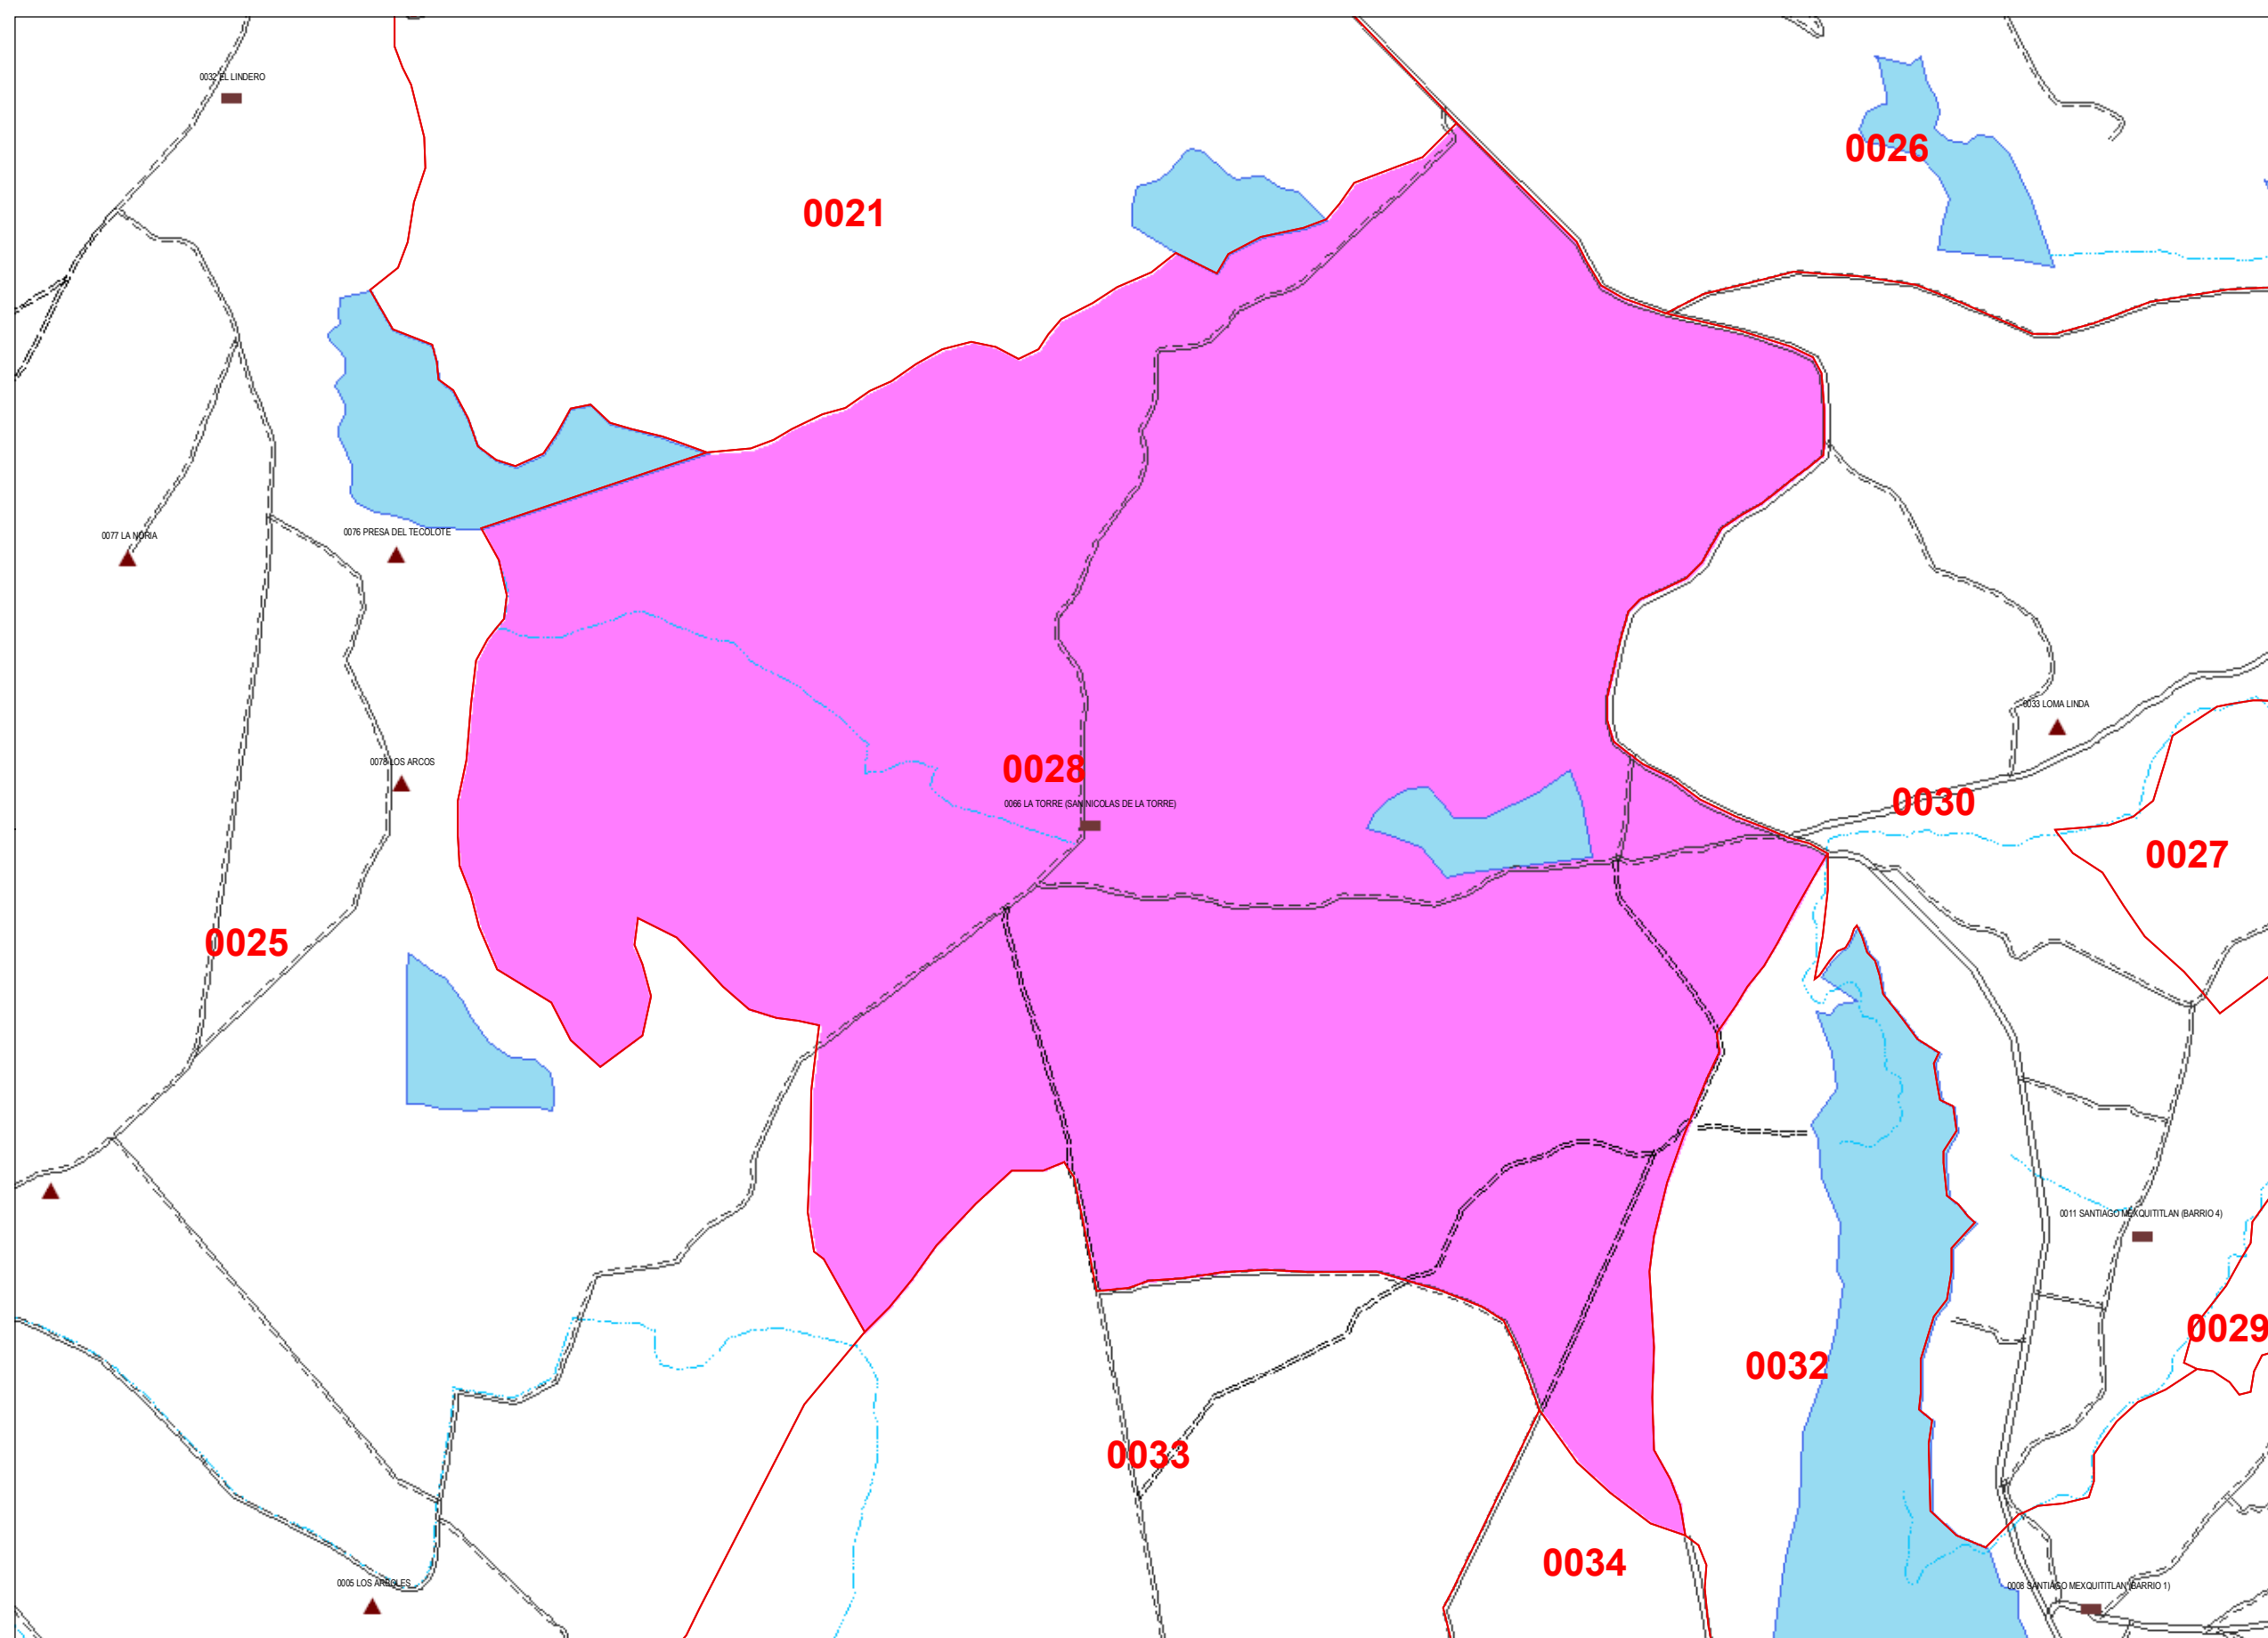 0032 EL LINDERO
0026
0021
0077 LA NORIA
0076 PRESA DEL TECOLOTE
0033 LOMA LINDA
0078 LOS ARCOS
0028
0066 LA TORRE (SAN NICOLAS DE LA TORRE)
0030
0027
0025
0011 SANTIAGO MEXQUITITLAN (BARRIO 4)
0029
0032
0033
0034
0005 LOS ARBOLES
0008 SANTIAGO MEXQUITITLAN (BARRIO 1)